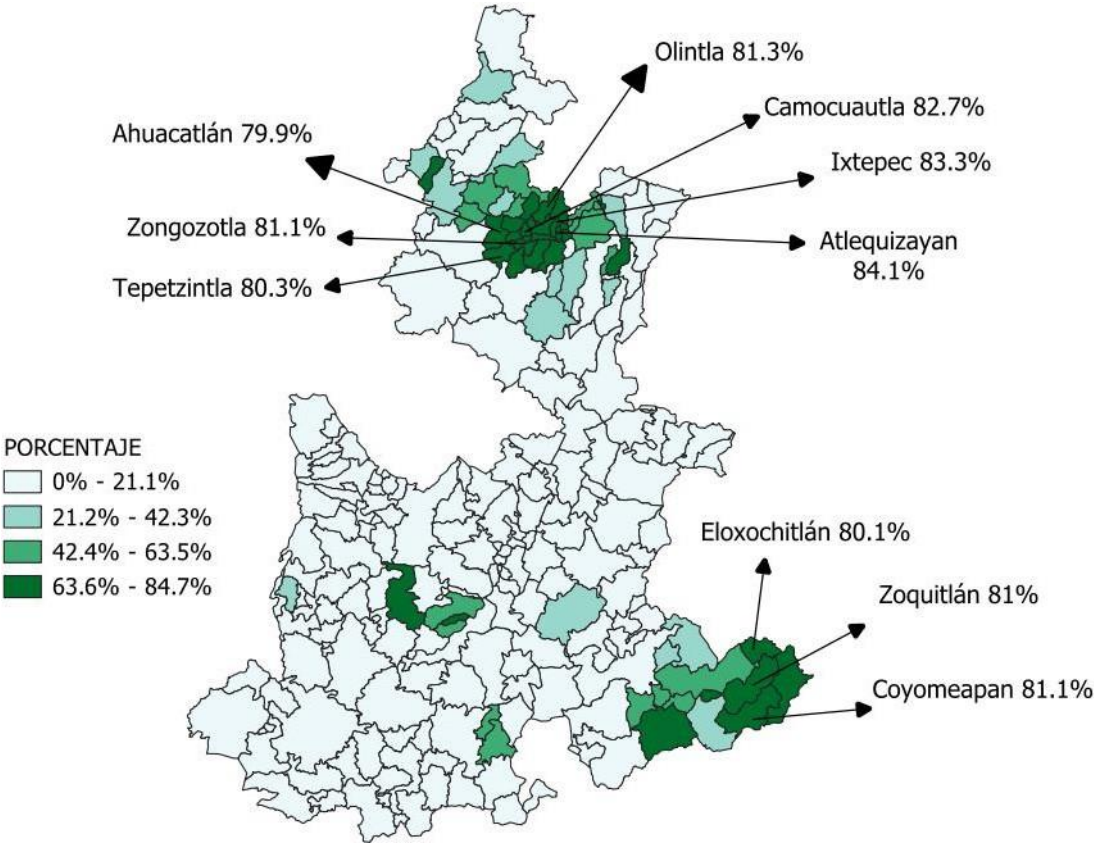 Olintla 81.3%
Camocuautla 82.7%
Ahuacatlán 79.9%
Ixtepec 83.3%
Zongozotla 81.1%
Atlequizayan
84.1%
Tepetzintla 80.3%
PORCENTAJE
0% - 21.1%
21.2% - 42.3%
42.4% - 63.5%
63.6% - 84.7%
Eloxochitlán 80.1%
Zoquitlán 81%
Coyomeapan 81.1%